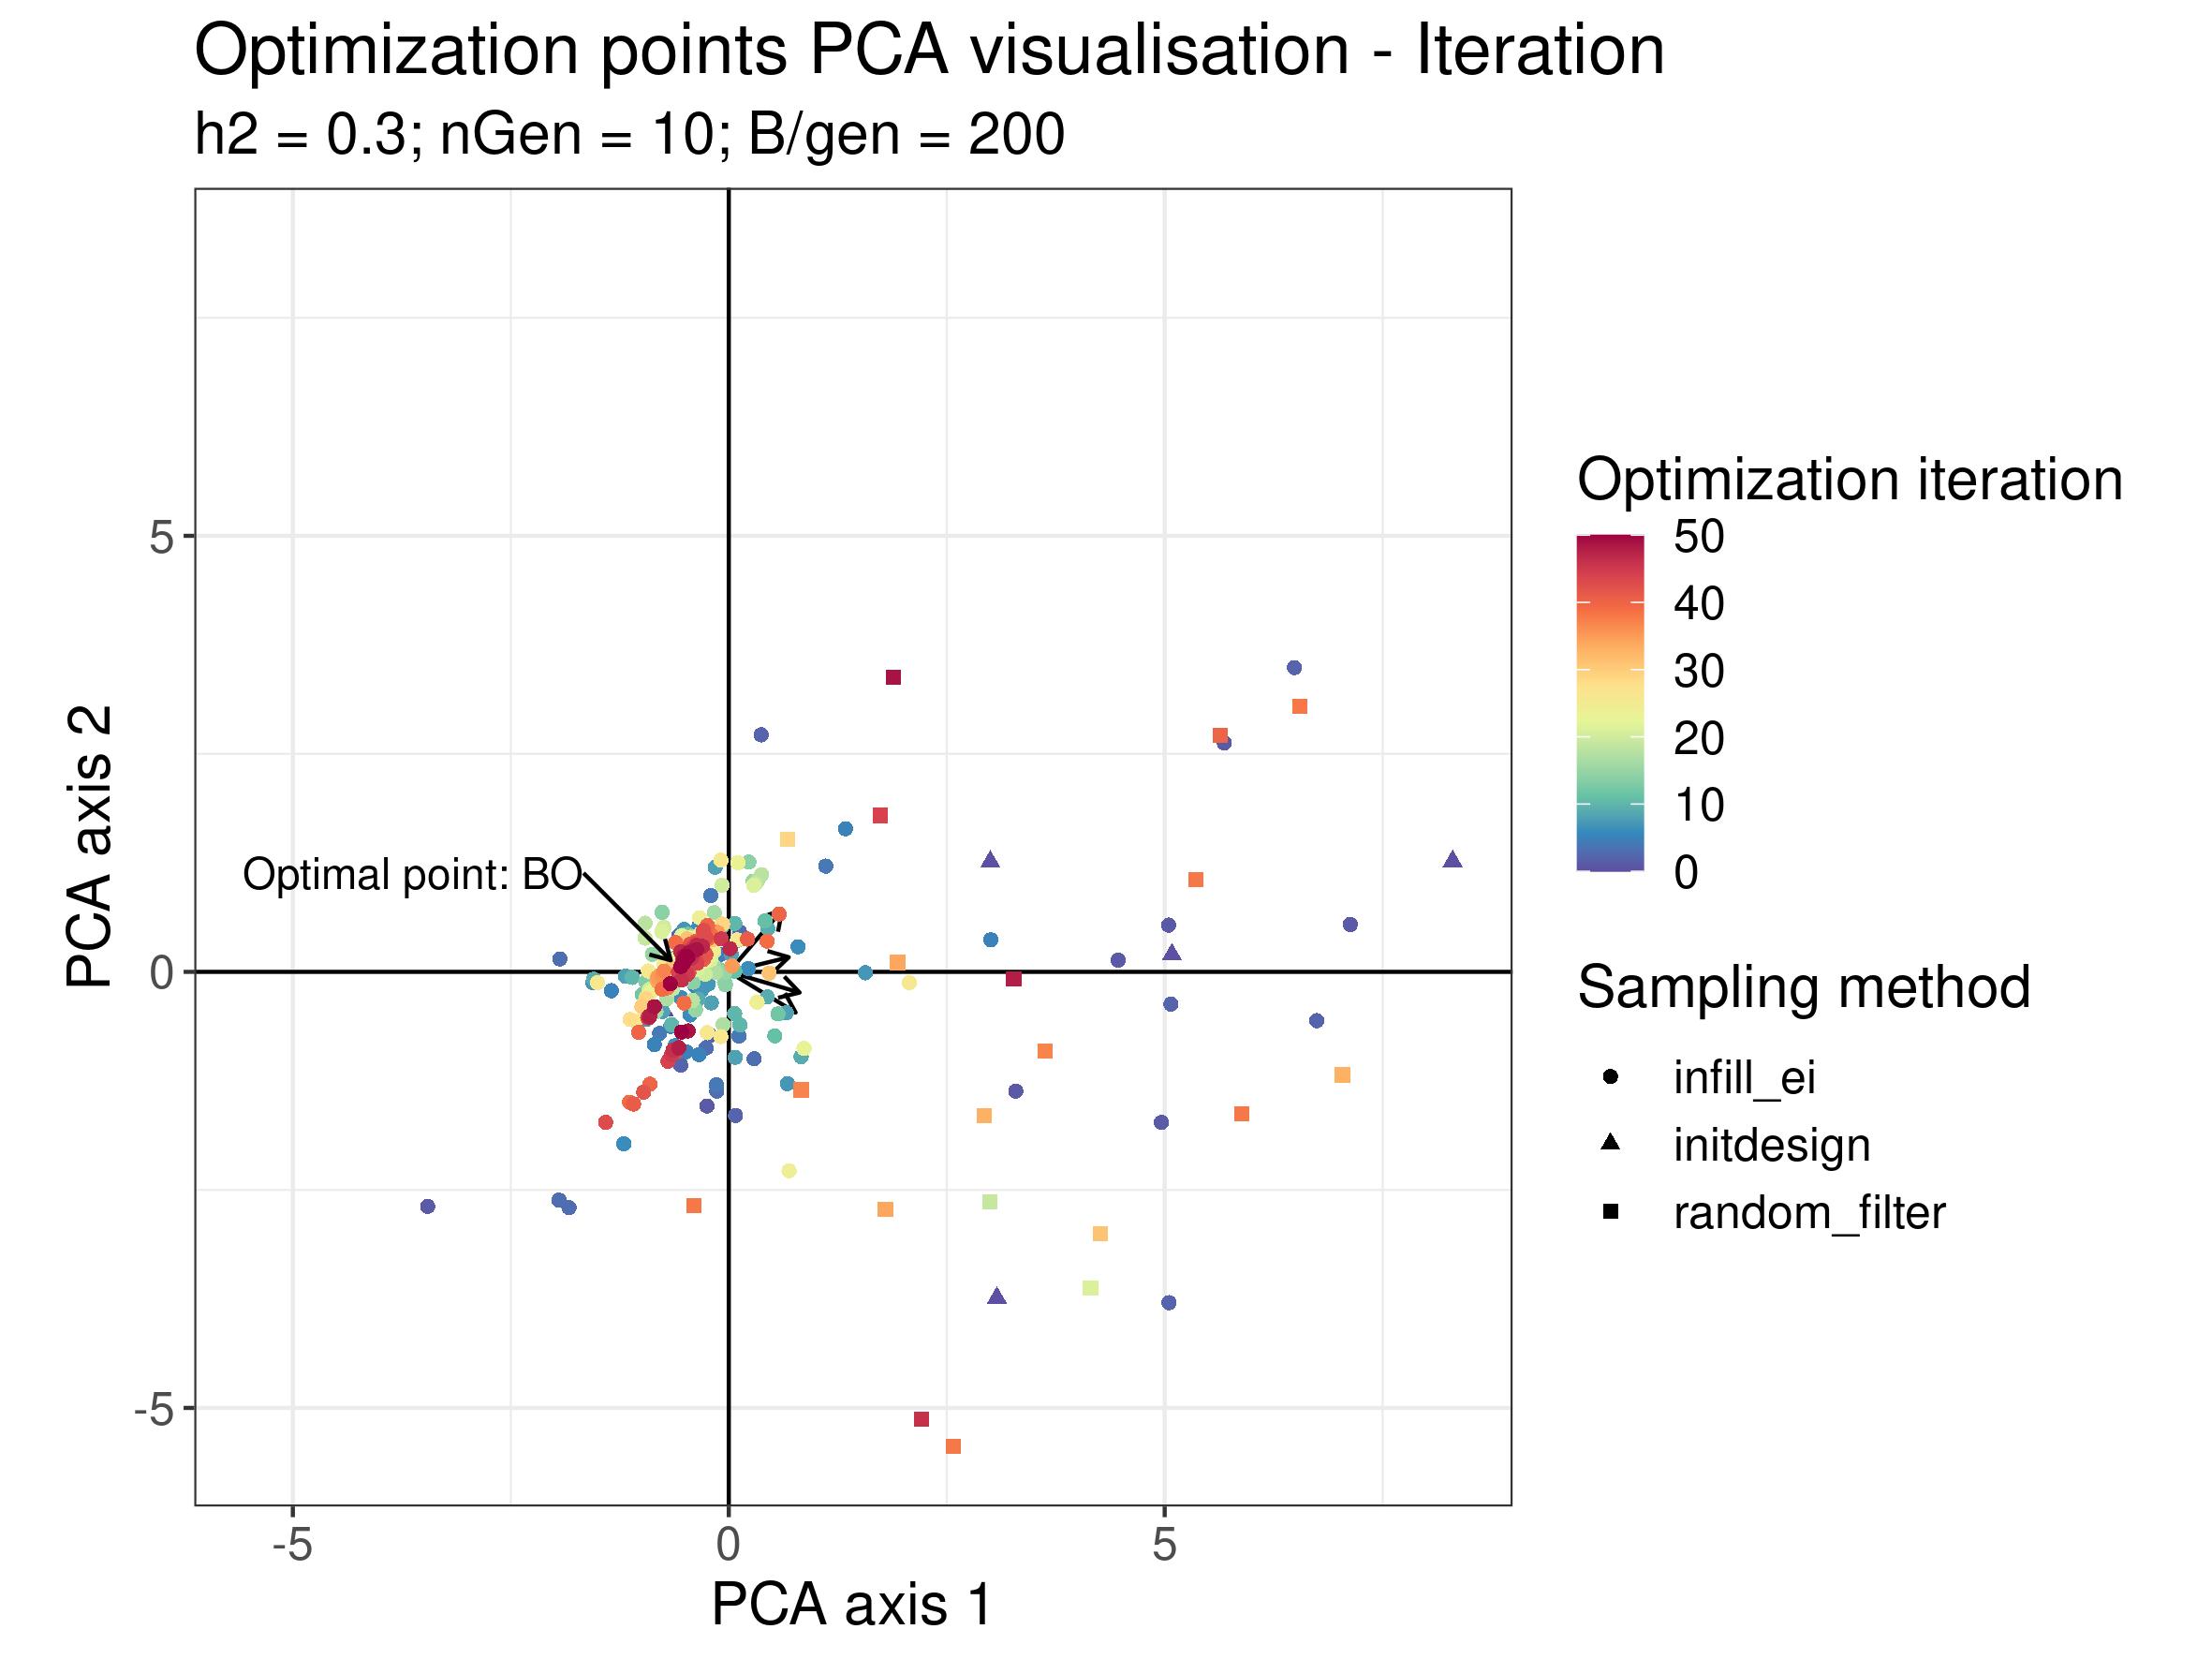 Optimization points PCA visualisation - Iteration
h2 = 0.3; nGen = 10; B/gen = 200
PCA axis 2
5
0
-5
Optimal point: BO
-5
0
5
PCA axis 1
Optimization iteration
50
40
30
20
10
0
Sampling method
infill_ei
initdesign
random_filter